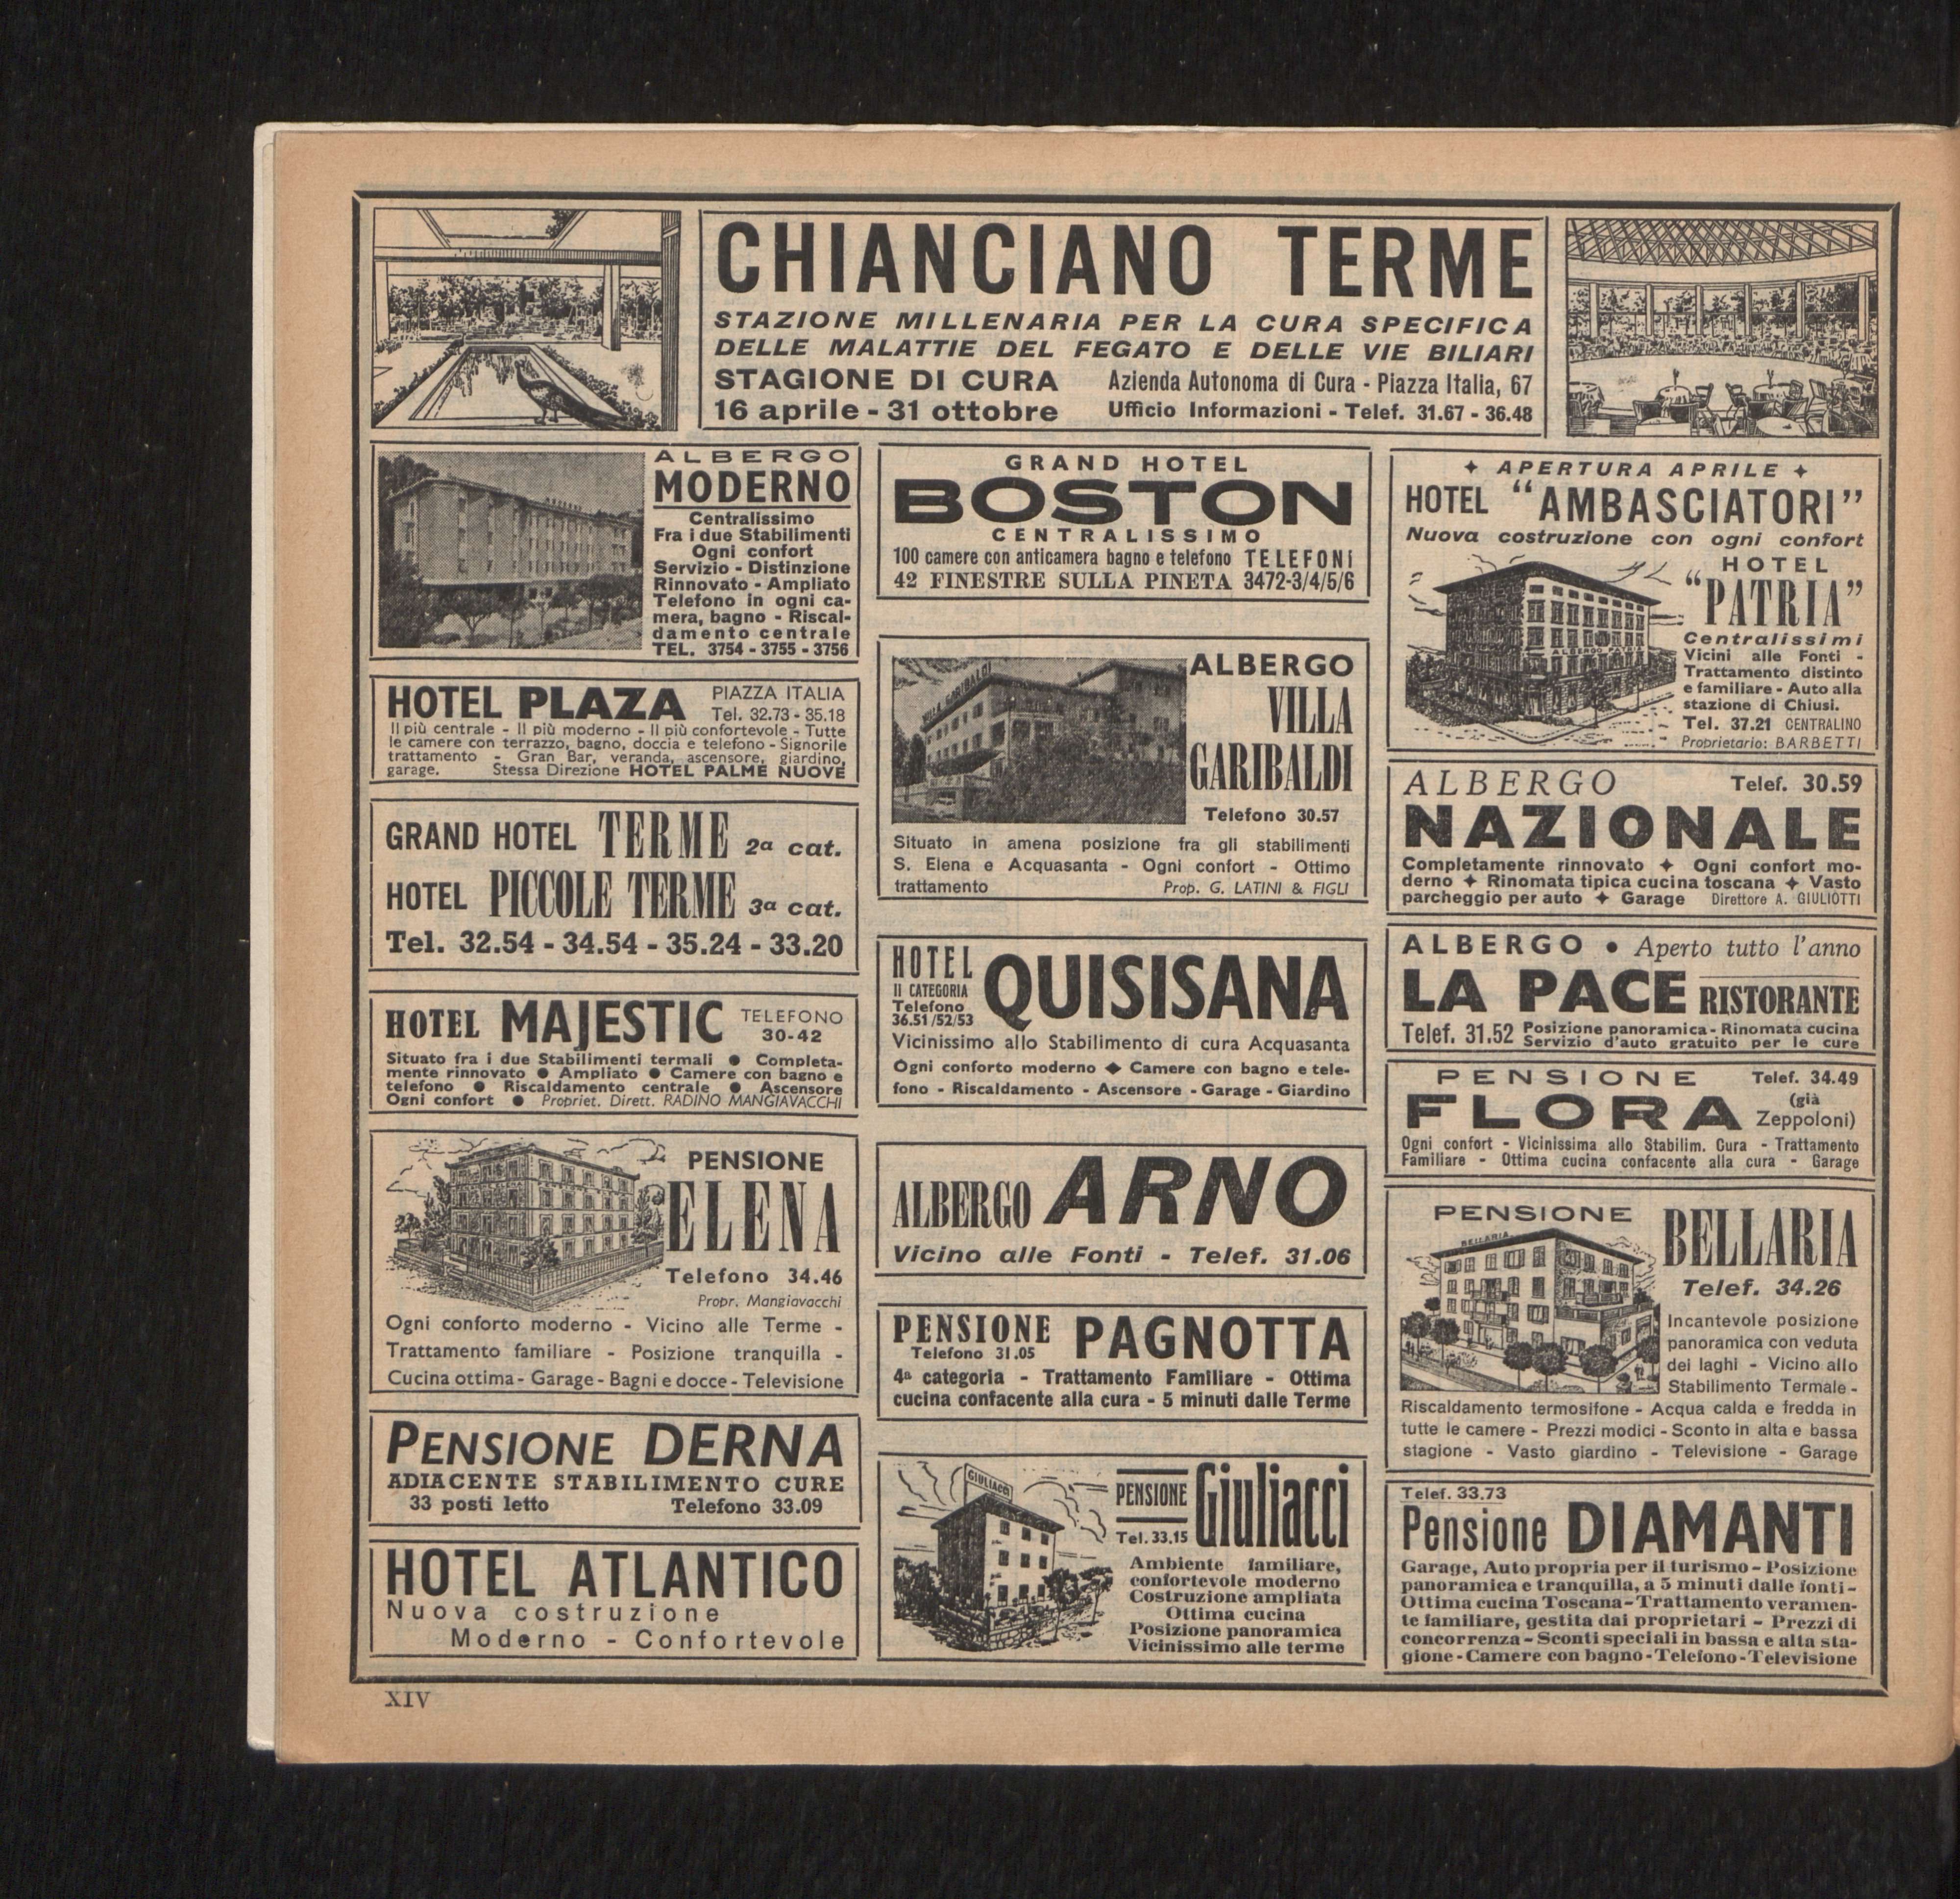 CHIANCIANO TERME
STAZIONE MILLENARIA PER LA CURA SPECIFICA
DELLE MALATTIE DEL FEGATO E DELLE VIE BILIARI
STAGIONE DI CURA
16 aprile - 31 ottobre
Azienda Autonoma di Cura - Piazza Italia, 67
Ufficio Informazioni - Telef. 31.67 - 36.48
ALBERGO
MODERNO
Centralissimo
Fra i due Stabilimenti
Ogni confort
Servizio - Distinzione
Rinnovato - Ampliato
Telefono in ogni ca-
mera, bagno - Riscal-
damento centrale
TEL. 3754 - 3755 - 3756
HOTEL PLAZA
PIAZZA ITALIA
Tel. 32.73 - 35.18
Il più centrale - Il più moderno - Il più confortevole - Tutte
le camere con terrazzo, bagno, doccia e telefono - Signorile
trattamento - Gran Bar, veranda, ascensore, giardino,
garage. Stessa Direzione HOTEL PALME NUOVE
GRAND HOTEL TERME 2a cat.
HOTEL PICCOLE TERME 3a cat.
Tel. 32.54 - 34.54 - 35.24 - 33.20
HOTEL MAJESTIC
TELEFONO
30-42
Situato fra i due Stabilimenti termali ● Completa-
mente rinnovato ● Ampliato ● Camere con bagno e
telefono ● Riscaldamento centrale ● Ascensore
Ogni confort ● Propriet. Dirett. RADINO MANGIAVACCHI
PENSIONE
ELENA
Telefono 34.46
Propr. Mangiavacchi
Ogni conforto moderno - Vicino alle Terme -
Trattamento familiare - Posizione tranquilla -
Cucina ottima - Garage - Bagni e docce - Televisione
PENSIONE DERNA
ADIACENTE STABILIMENTO CURE
33 posti letto Telefono 33.09
HOTEL ATLANTICO
Nuova costruzione
Moderno - Confortevole
GRAND HOTEL
BOSTON
CENTRALISSIMO
100 camere con anticamera bagno e telefono TELEFONI
42 FINESTRE SULLA PINETA 3472-3/4/5/6
VILLA GARIBALDI
ALBERGO
VILLA
GARIBALDI
Telefono 30.57
Situato in amena posizione fra gli stabilimenti
S. Elena e Acquasanta - Ogni confort - Ottimo
trattamento Prop. G. LATINI & FIGLI
HOTEL
II CATEGORIA
Telefono
36.51/52/53
QUISISANA
Vicinissimo allo Stabilimento di cura Acquasanta
Ogni conforto moderno ◆ Camere con bagno e tele-
fono - Riscaldamento - Ascensore - Garage - Giardino
ALBERGO ARNO
Vicino alle Fonti - Telef. 31.06
PENSIONE PAGNOTTA
Telefono 31.05
4a categoria - Trattamento Familiare - Ottima
cucina confacente alla cura - 5 minuti dalle Terme
GIULIACCI
PENSIONE Giuliacci
Tel. 33.15
Ambiente familiare,
confortevole moderno
Costruzione ampliata
Ottima cucina
Posizione panoramica
Vicinissimo alle terme
✦ APERTURA APRILE ✦
HOTEL "AMBASCIATORI"
Nuova costruzione con ogni confort
ALBERGO PATRIA
HOTEL
"PATRIA"
Centralissimi
Vicini alle Fonti -
Trattamento distinto
e familiare - Auto alla
stazione di Chiusi.
Tel. 37.21 CENTRALINO
Proprietario: BARBETTI
ALBERGO Telef. 30.59
NAZIONALE
Completamente rinnovato ✦ Ogni confort mo-
derno ✦ Rinomata tipica cucina toscana ✦ Vasto
parcheggio per auto ✦ Garage Direttore A. GIULIOTTI
ALBERGO ● Aperto tutto l'anno
LA PACE RISTORANTE
Telef. 31.52 Posizione panoramica - Rinomata cucina
Servizio d'auto gratuito per le cure
PENSIONE Telef. 34.49
FLORA (già
Zeppoloni)
Ogni confort - Vicinissima allo Stabilim. Cura - Trattamento
Familiare - Ottima cucina confacente alla cura - Garage
PENSIONE BELLARIA
BELLARIA
Telef. 34.26
Incantevole posizione
panoramica con veduta
dei laghi - Vicino allo
Stabilimento Termale -
Riscaldamento termosifone - Acqua calda e fredda in
tutte le camere - Prezzi modici - Sconto in alta e bassa
stagione - Vasto giardino - Televisione - Garage
Telef. 33.73
Pensione DIAMANTI
Garage, Auto propria per il turismo - Posizione
panoramica e tranquilla, a 5 minuti dalle fonti -
Ottima cucina Toscana - Trattamento veramen-
te familiare, gestita dai proprietari - Prezzi di
concorrenza - Sconti speciali in bassa e alta sta-
gione - Camere con bagno - Telefono - Televisione
XIV